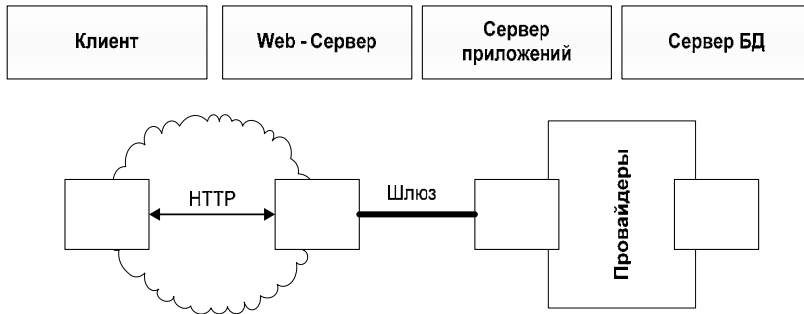 Клиент
Web - Сервер
Сервер
приложений
Сервер БД
HTTP
Шлюз
Провайдеры